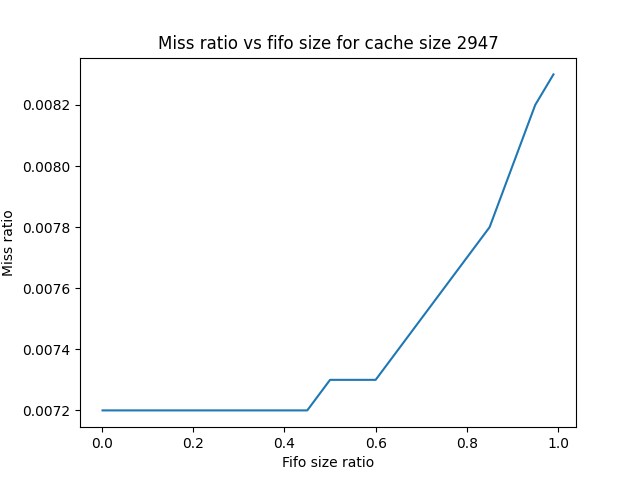 Miss ratio vs fifo size for cache size 2947
0.0082
0.0080
0.0078
0.0076
0.0074
0.0072
Miss ratio
0.0 0.2 0.4 0.6 0.8 1.0
Fifo size ratio